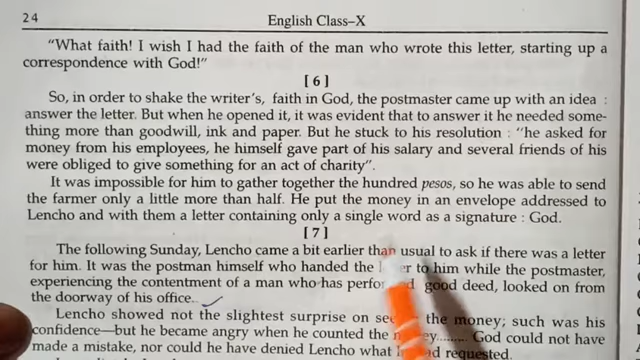 24
English Class–X
"What faith! I wish I had the faith of the man who wrote this letter, starting up a
correspondence with God!"
[ 6 ]
So, in order to shake the writer's, faith in God, the postmaster came up with an idea :
answer the letter. But when he opened it, it was evident that to answer it he needed some-
thing more than goodwill, ink and paper. But he stuck to his resolution : "he asked for
money from his employees, he himself gave part of his salary and several friends of his
were obliged to give something for an act of charity".
It was impossible for him to gather together the hundred pesos, so he was able to send
the farmer only a little more than half. He put the money in an envelope addressed to
Lencho and with them a letter containing only a single word as a signature : God.
[ 7 ]
The following Sunday, Lencho came a bit earlier than usual to ask if there was a letter
for him. It was the postman himself who handed the to him while the postmaster,
experiencing the contentment of a man who has good deed, looked on from
the doorway of his office.
Lencho showed not the slightest surprise on the money; such was his
confidence—but he became angry when he counted the God could not have
made a mistake, nor could he have denied Lencho what requested.